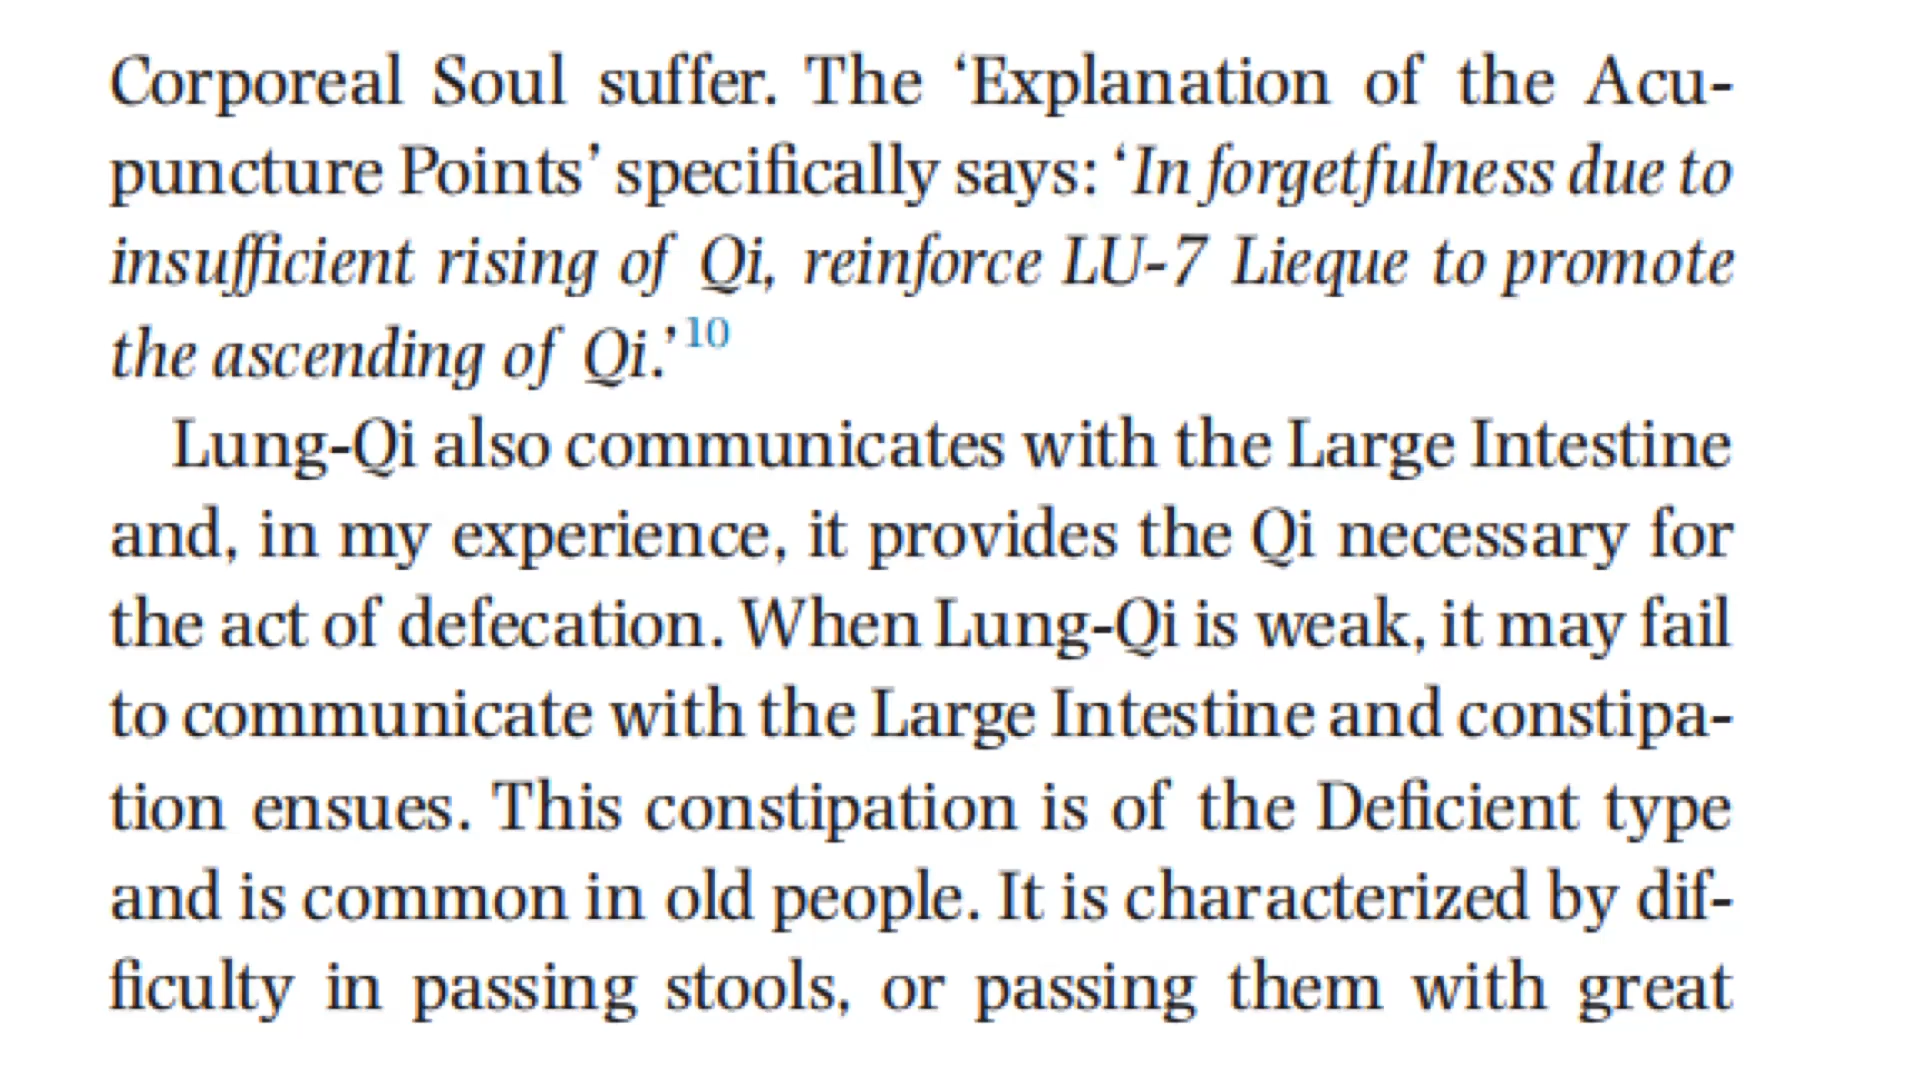 Corporeal Soul suffer. The ‘Explanation of the Acu-
puncture Points’ specifically says: ‘In forgetfulness due to
insufficient rising of Qi, reinforce LU-7 Lieque to promote
the ascending of Qi.’10
Lung-Qi also communicates with the Large Intestine
and, in my experience, it provides the Qi necessary for
the act of defecation. When Lung-Qi is weak, it may fail
to communicate with the Large Intestine and constipa-
tion ensues. This constipation is of the Deficient type
and is common in old people. It is characterized by dif-
ficulty in passing stools, or passing them with great